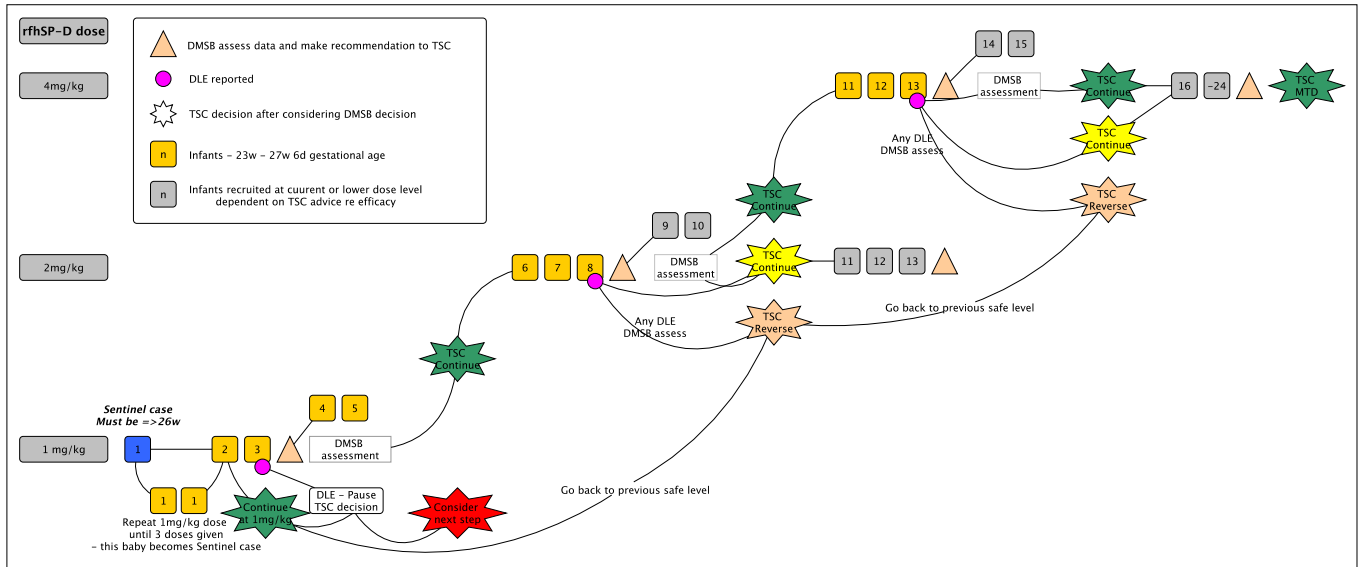 rfhSP-D dose
DMSB assess data and make recommendation to TSC
DLE reported
TSC decision after considering DMSB decision
n
Infants - 23w - 27w 6d gestational age
n
Infants recruited at cuurent or lower dose level
dependent on TSC advice re efficacy
14
15
4mg/kg
11
12
13
DMSB
assessment
TSC
Continue
16
-24
TSC
MTD
Any DLE
DMSB assess
TSC
Continue
TSC
Continue
TSC
Reverse
9
10
2mg/kg
6
7
8
DMSB
assessment
TSC
Continue
11
12
13
Any DLE
DMSB assess
TSC
Reverse
Go back to previous safe level
TSC
Continue
Sentinel case
Must be =>26w
4
5
1 mg/kg
1
2
3
DMSB
assessment
1
1
Continue
at 1mg/kg
DLE - Pause
TSC decision
Consider
next step
Go back to previous safe level
Repeat 1mg/kg dose
until 3 doses given
- this baby becomes Sentinel case